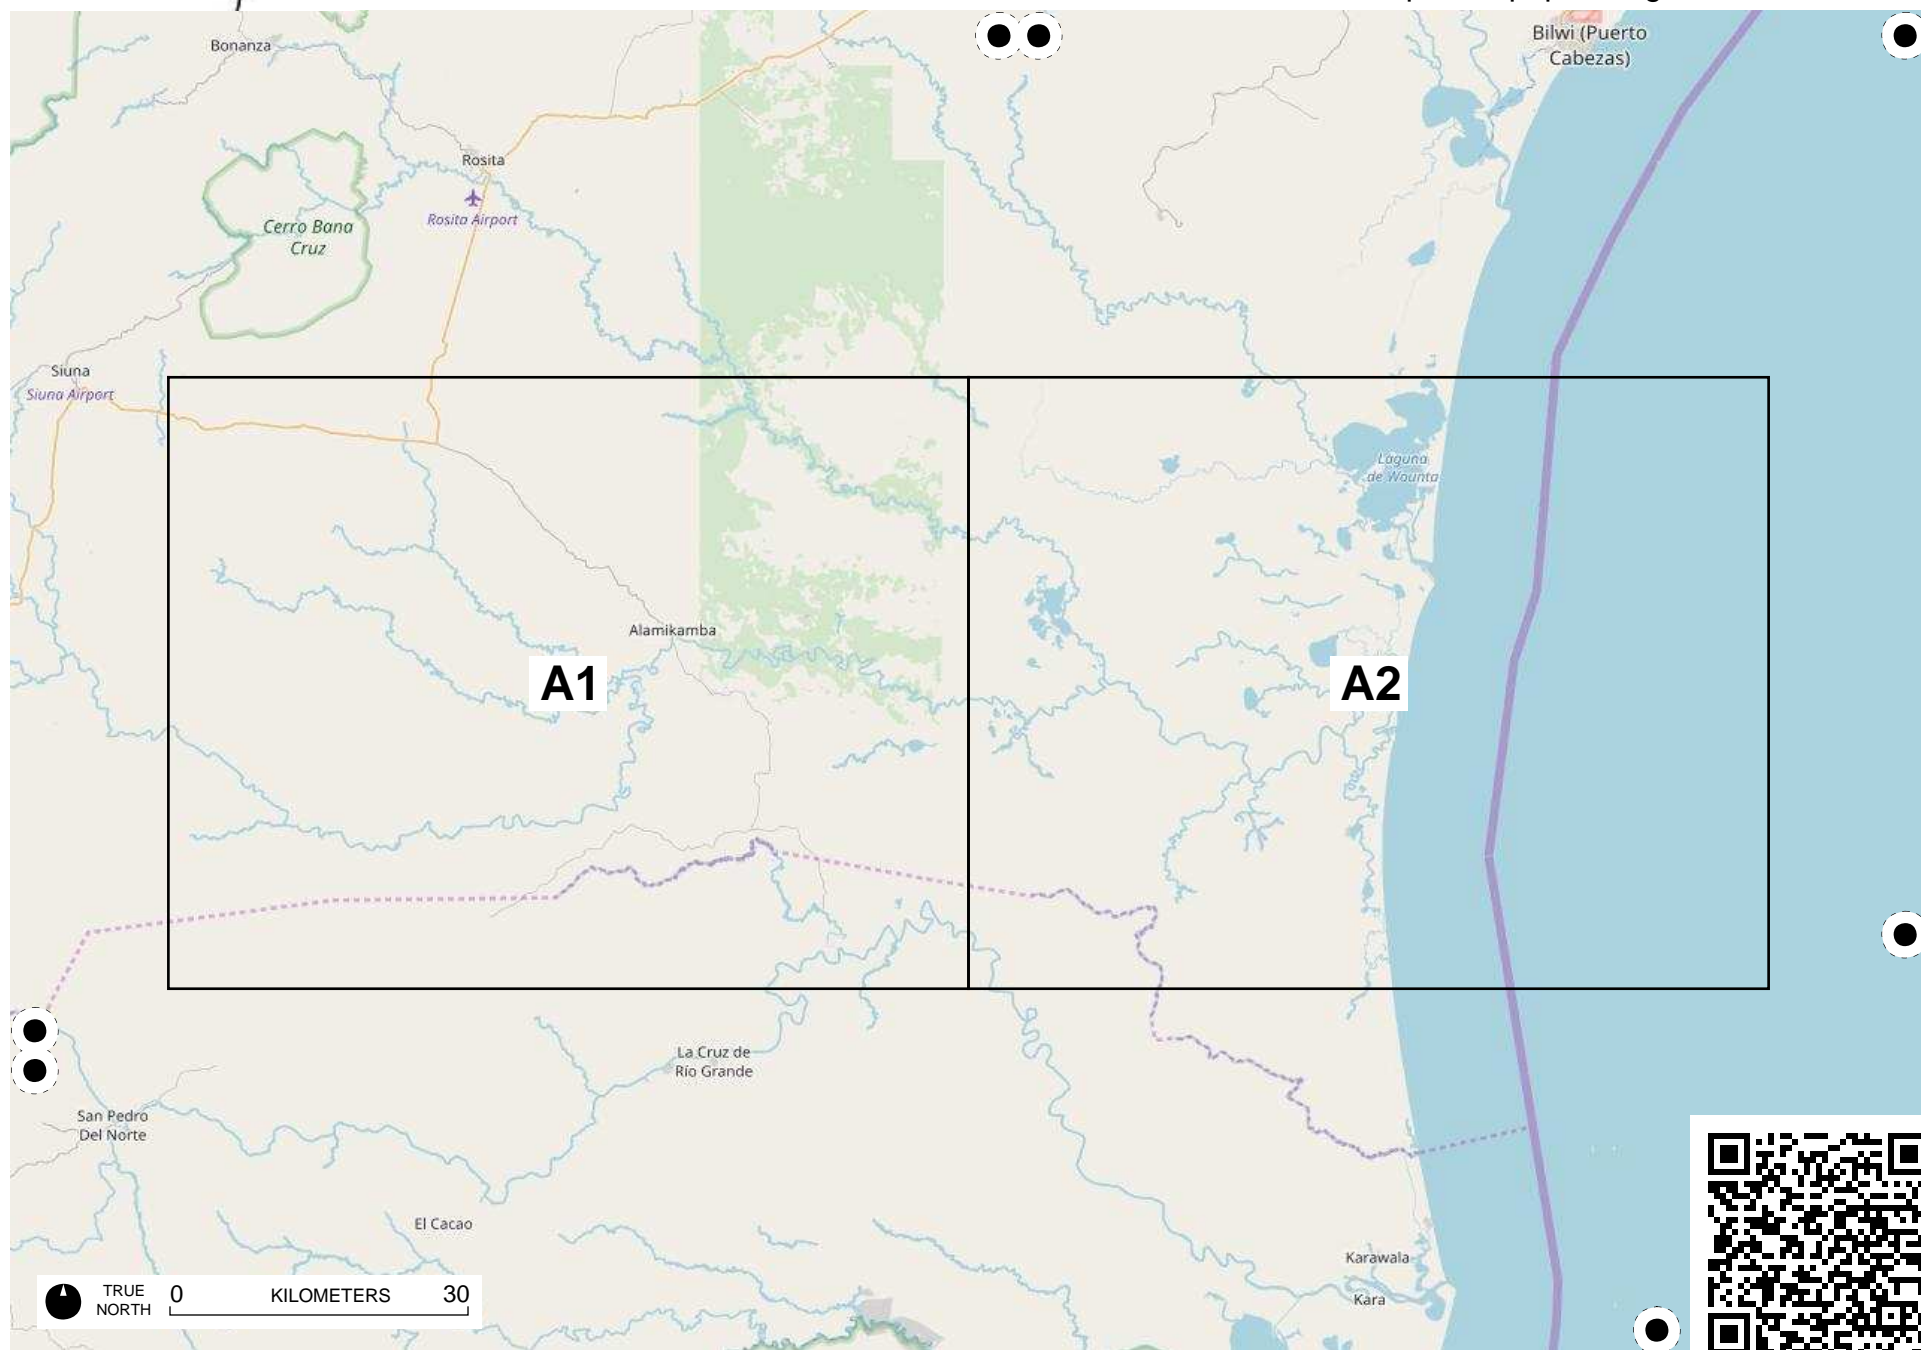 Bonanza
Bilwi (Puerto
Cabezas)
Rosita
Rosita Airport
Cerro Bana
Cruz
Siuna
Siuna Airport
Laguna
de Wounta
Alamikamba
A1
A2
La Cruz de
Río Grande
San Pedro
Del Norte
El Cacao
Karawala
Kara
TRUE
NORTH
0 KILOMETERS 30